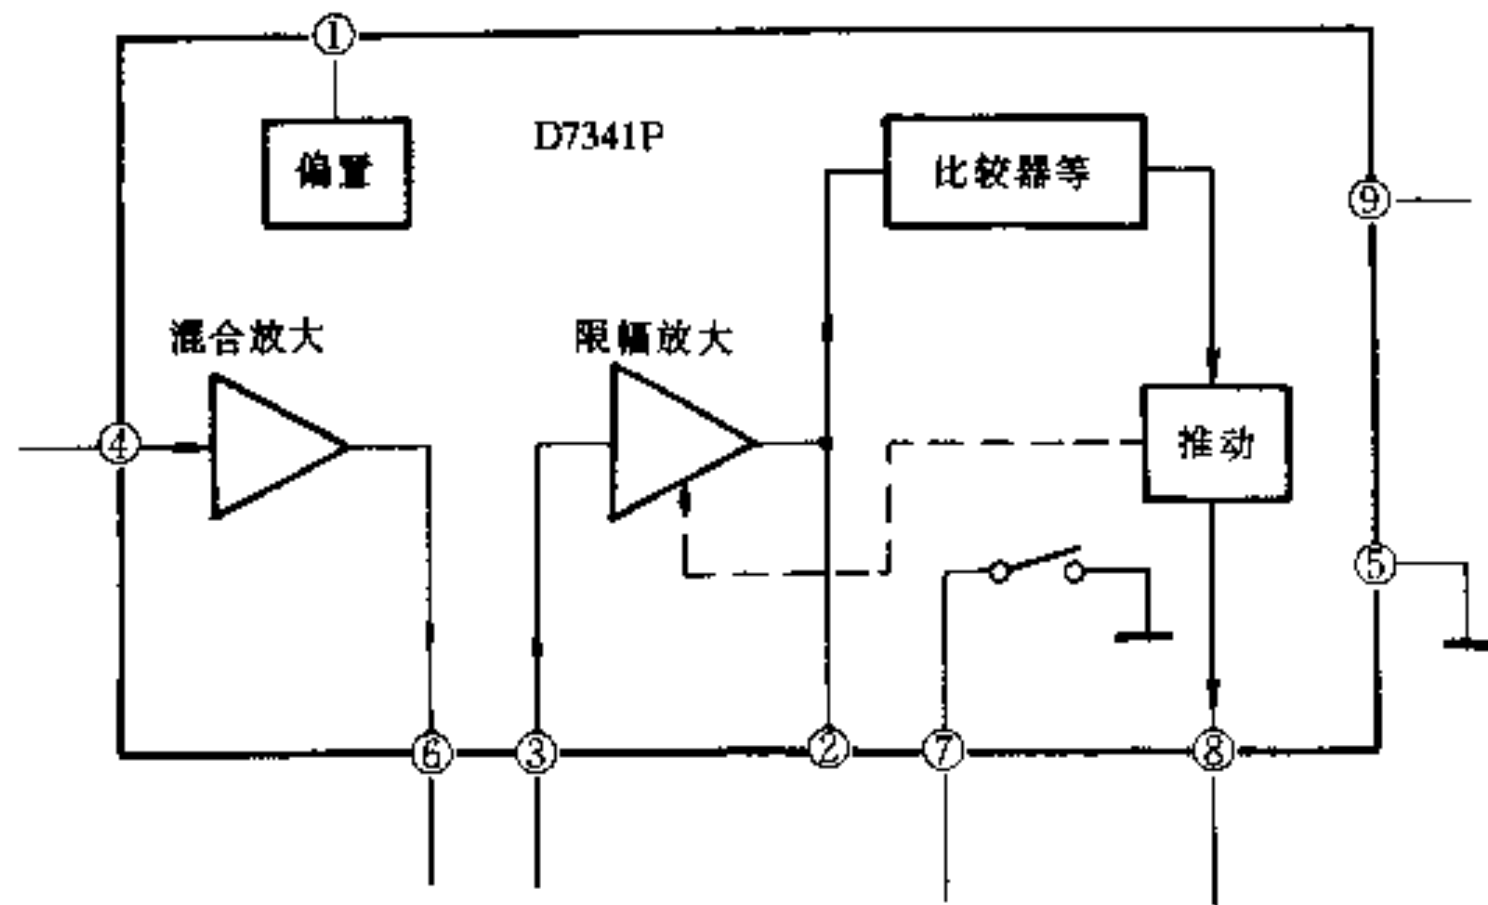 ①
D7341P
偏置
比较器等
⑨
混合放大
限幅放大
④
推动
⑤
⑥
③
②
⑦
⑧